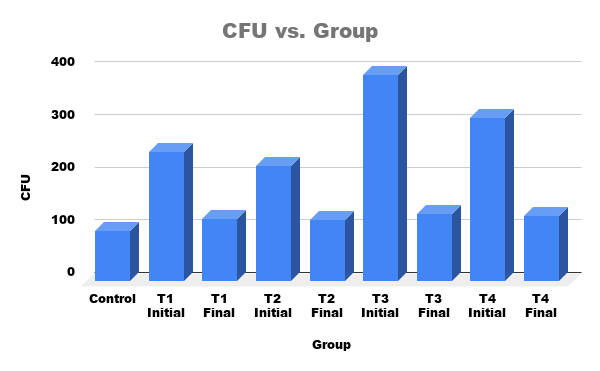 CFU vs. Group
400
300
200
100
0
CFU
Control T1 T1 T2 T2 T3 T3 T4 T4
Initial Final Initial Final Initial Final Initial Final
Group